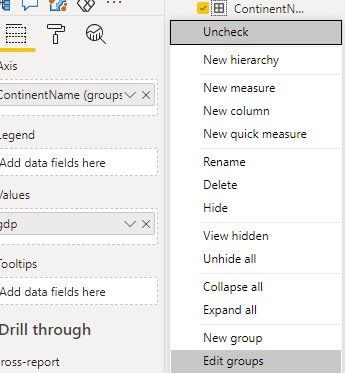 Axis
ContinentName (groups
Legend
Add data fields here
Values
gdp
Tooltips
Add data fields here
Drill through
ross-report
ContinentN...
Uncheck
New hierarchy
New measure
New column
New quick measure
Rename
Delete
Hide
View hidden
Unhide all
Collapse all
Expand all
New group
Edit groups